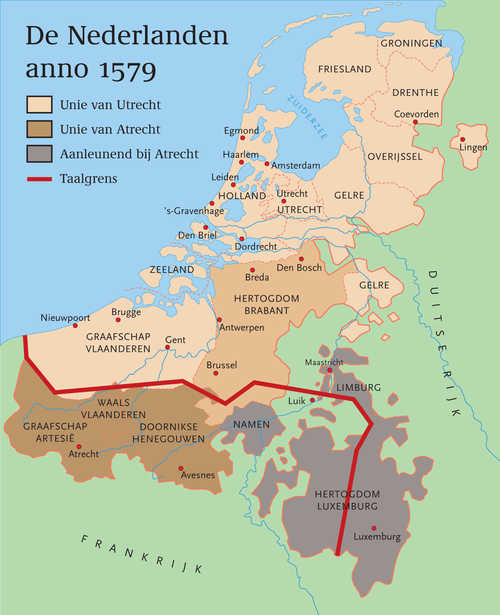 De Nederlanden
anno 1579
Unie van Utrecht
Unie van Atrecht
Aanleunend bij Atrecht
Taalgrens
GRONINGEN
FRIESLAND
DRENTHE
Coevorden
ZUIDERZEE
Egmond
Lingen
Haarlem
Amsterdam
OVERIJSSEL
Leiden
HOLLAND
Utrecht
UTRECHT
GELRE
's-Gravenhage
Den Briel
Dordrecht
ZEELAND
Den Bosch
Breda
GELRE
DUITSE RIJK
HERTOGDOM
BRABANT
Nieuwpoort
Brugge
Antwerpen
GRAAFSCHAP
VLAANDEREN
Gent
Brussel
Maastricht
LIMBURG
Luik
WAALS
VLAANDEREN
GRAAFSCHAP
ARTESIË
DOORNIKSE
HENEGOUWEN
NAMEN
Atrecht
Avesnes
HERTOGDOM
LUXEMBURG
Luxemburg
FRANKRIJK